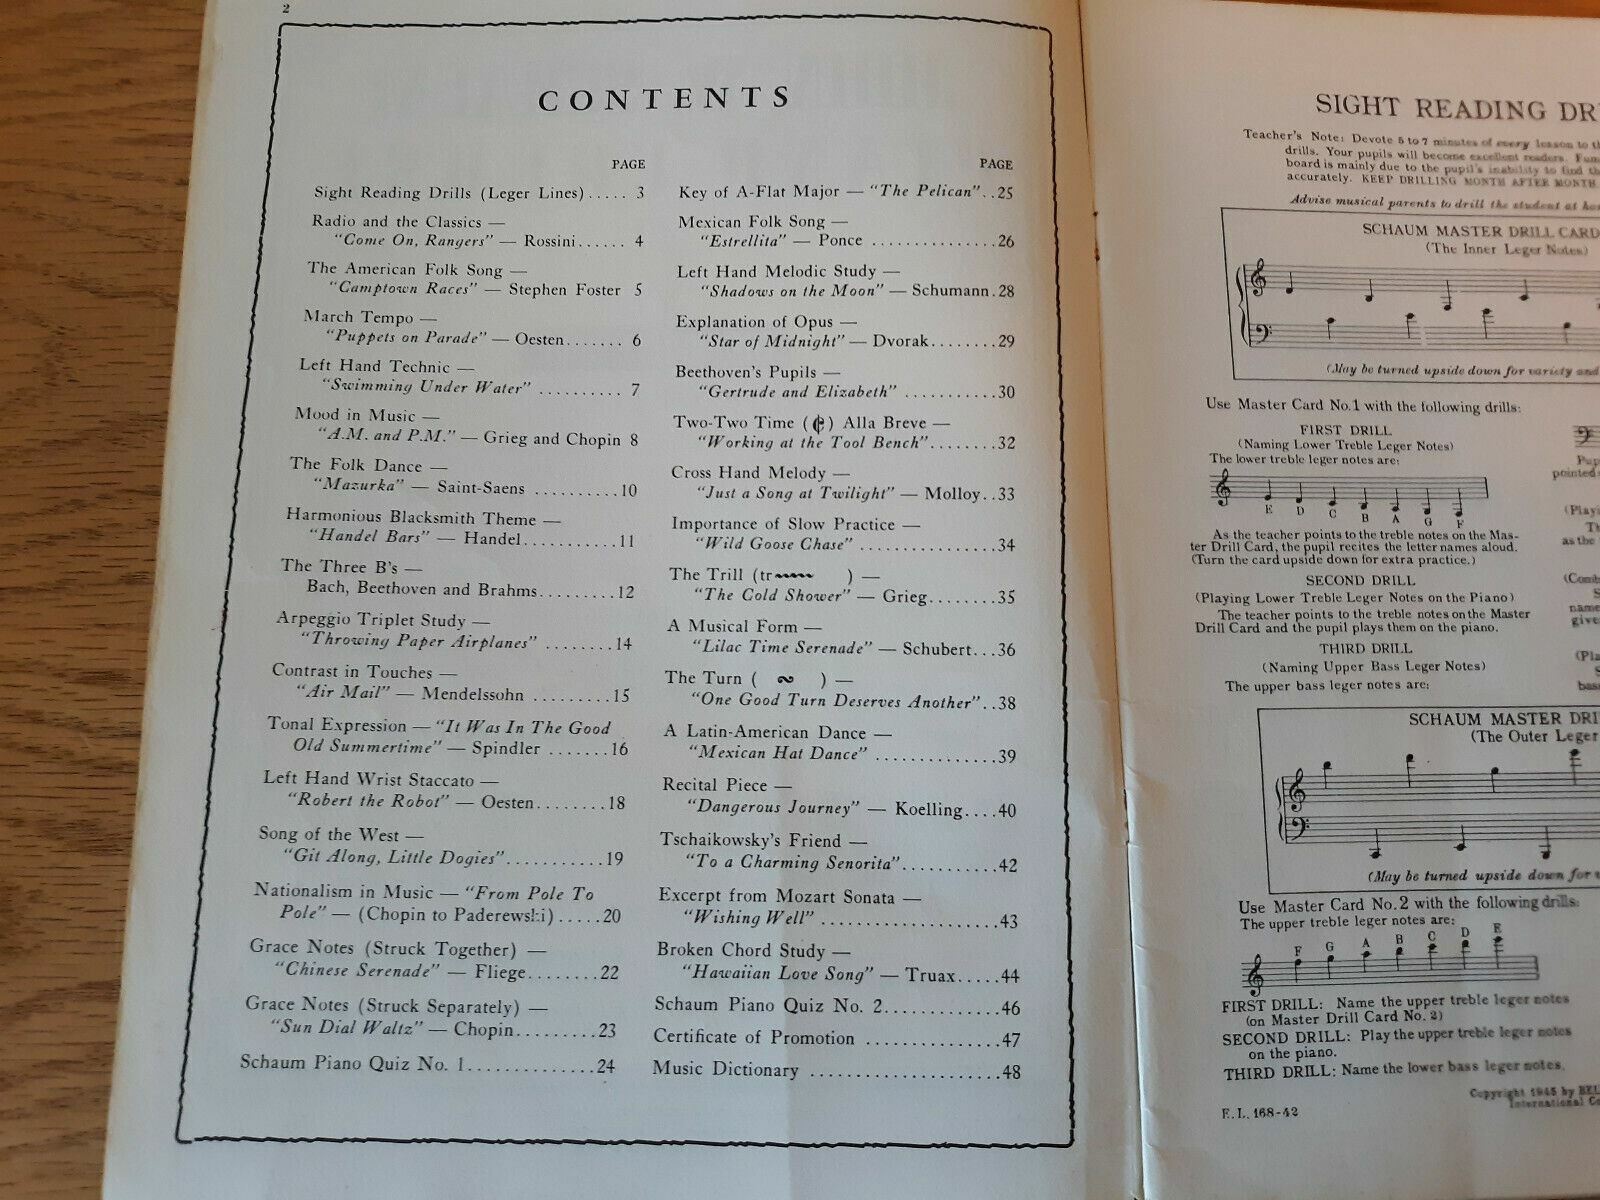 2
CONTENTS
PAGE
Sight Reading Drills (Leger Lines)..... 3
Radio and the Classics —
"Come On, Rangers" — Rossini...... 4
The American Folk Song —
"Camptown Races" — Stephen Foster 5
March Tempo —
"Puppets on Parade" — Oesten....... 6
Left Hand Technic —
"Swimming Under Water" .......... 7
Mood in Music —
"A.M. and P.M." — Grieg and Chopin 8
The Folk Dance —
"Mazurka" — Saint-Saens ..........10
Harmonious Blacksmith Theme —
"Handel Bars" — Handel...........11
The Three B's —
Bach, Beethoven and Brahms.........12
Arpeggio Triplet Study —
"Throwing Paper Airplanes" ........14
Contrast in Touches —
"Air Mail" — Mendelssohn .........15
Tonal Expression — "It Was In The Good
Old Summertime" — Spindler .......16
Left Hand Wrist Staccato —
"Robert the Robot" — Oesten........18
Song of the West —
"Git Along, Little Dogies"...........19
Nationalism in Music — "From Pole To
Pole" — (Chopin to Paderewski).....20
Grace Notes (Struck Together) —
"Chinese Serenade" — Fliege........22
Grace Notes (Struck Separately) —
"Sun Dial Waltz" — Chopin.........23
Schaum Piano Quiz No. 1..............24
PAGE
Key of A-Flat Major — "The Pelican"..25
Mexican Folk Song —
"Estrellita" — Ponce ...............26
Left Hand Melodic Study —
"Shadows on the Moon" — Schumann.28
Explanation of Opus —
"Star of Midnight" — Dvorak........29
Beethoven's Pupils —
"Gertrude and Elizabeth" ...........30
Two-Two Time (𝄵) Alla Breve —
"Working at the Tool Bench"........32
Cross Hand Melody —
"Just a Song at Twilight" — Molloy..33
Importance of Slow Practice —
"Wild Goose Chase" ................34
The Trill (tr~~~~ ) —
"The Cold Shower" — Grieg........35
A Musical Form —
"Lilac Time Serenade" — Schubert...36
The Turn ( ∾ ) —
"One Good Turn Deserves Another"..38
A Latin-American Dance —
"Mexican Hat Dance" ..............39
Recital Piece —
"Dangerous Journey" — Koelling....40
Tschaikowsky's Friend —
"To a Charming Senorita"...........42
Excerpt from Mozart Sonata —
"Wishing Well" ....................43
Broken Chord Study —
"Hawaiian Love Song" — Truax.....44
Schaum Piano Quiz No. 2..............46
Certificate of Promotion ...............47
Music Dictionary .....................48
SIGHT READING
Teacher's Note: Devote 5 to 7 minutes of every lesson to
drills. Your pupils will become excellent readers.
board is mainly due to the pupil's inability to find
accurately. KEEP DRILLING MONTH AFTER MONTH
Advise musical parents to drill the student at
SCHAUM MASTER DRILL CARD
(The Inner Leger Notes)
(May be turned upside down for variety and
Use Master Card No.1 with the following drills:
FIRST DRILL
(Naming Lower Treble Leger Notes)
The lower treble leger notes are:
E D C B A G F
As the teacher points to the treble notes on the Mas-
ter Drill Card, the pupil recites the letter names aloud.
(Turn the card upside down for extra practice.)
SECOND DRILL
(Playing Lower Treble Leger Notes on the Piano)
The teacher points to the treble notes on the Master
Drill Card and the pupil plays them on the piano.
THIRD DRILL
(Naming Upper Bass Leger Notes)
The upper bass leger notes are:
pointed
as the
SCHAUM MASTER
(The Outer Leger
(May be turned upside down for
Use Master Card No.2 with the following drills:
The upper treble leger notes are:
F G A B C D E
FIRST DRILL: Name the upper treble leger notes
(on Master Drill Card No. 2)
SECOND DRILL: Play the upper treble leger notes
on the piano.
THIRD DRILL: Name the lower bass leger notes.
Copyright 1945 by
International
E.L. 168-42